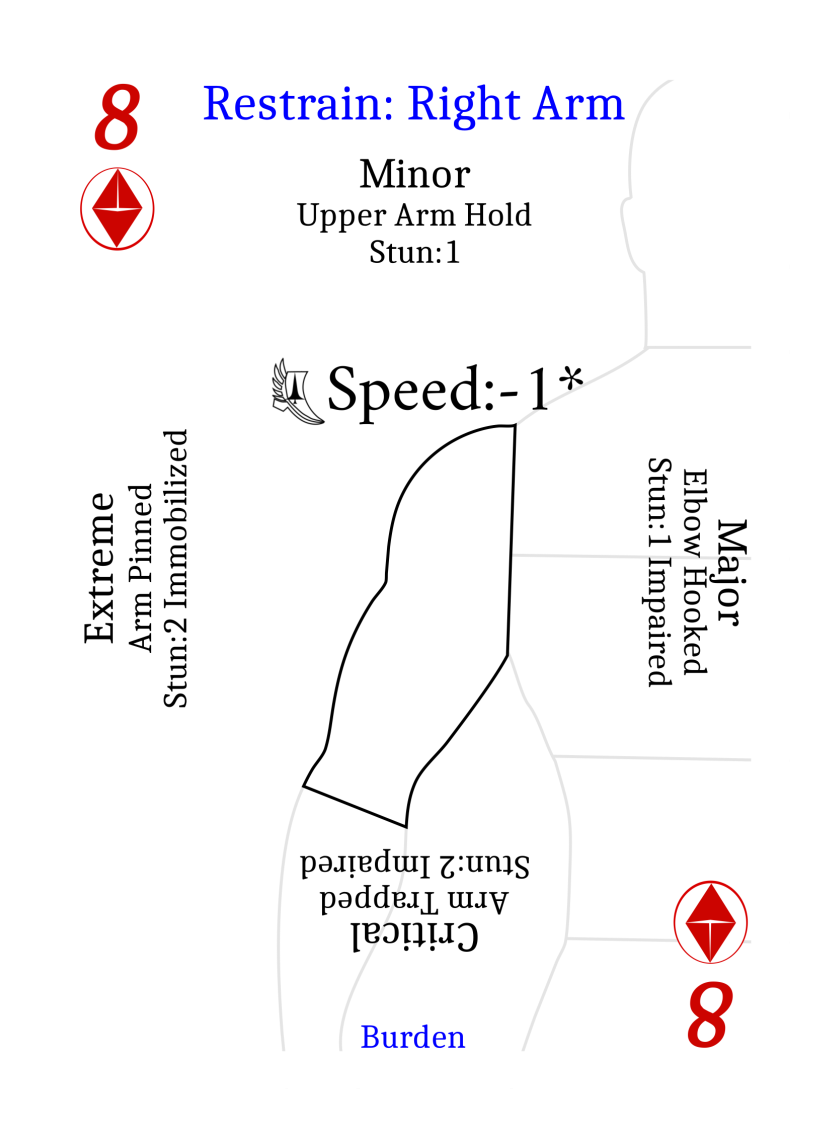 8
Restrain: Right Arm
Minor
Upper Arm Hold
Stun:1
Speed:-1*
Extreme
Arm Pinned
Stun:2 Immobilized
Major
Elbow Hooked
Stun:1 Impaired
Critical
Arm Trapped
Stun:2 Impaired
8
Burden